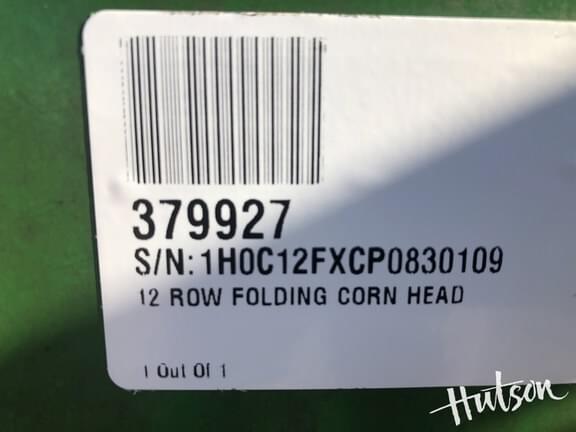 379927
S/N: 1H0C12FXCP0830109
12 ROW FOLDING CORN HEAD
1 Out Of 1
Hutson